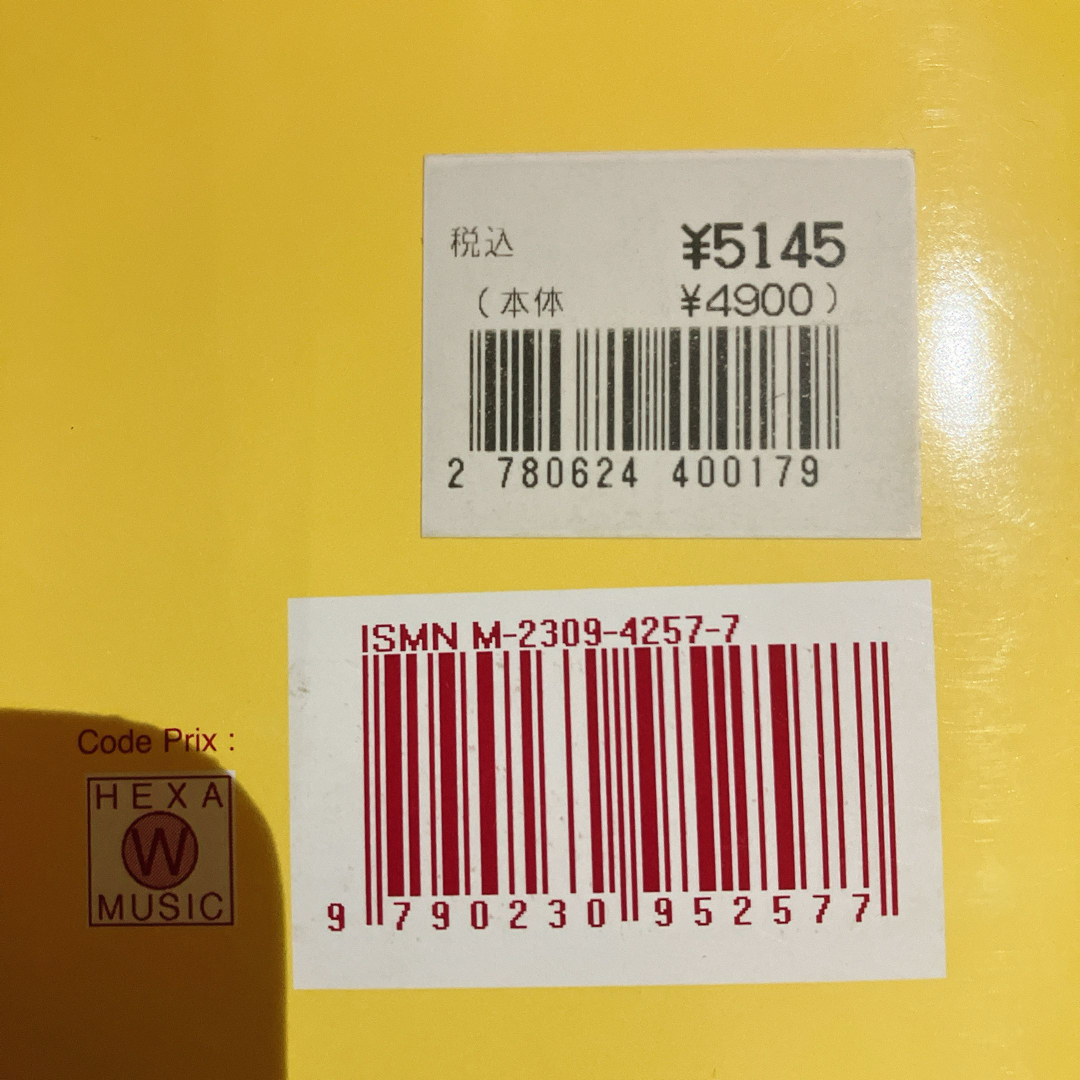 税込 ¥5145
(本体 ¥4900)
2 780624 400179
ISMN M-2309-4257-7
9 790230 952577
Code Prix :
HEXA
W
MUSIC